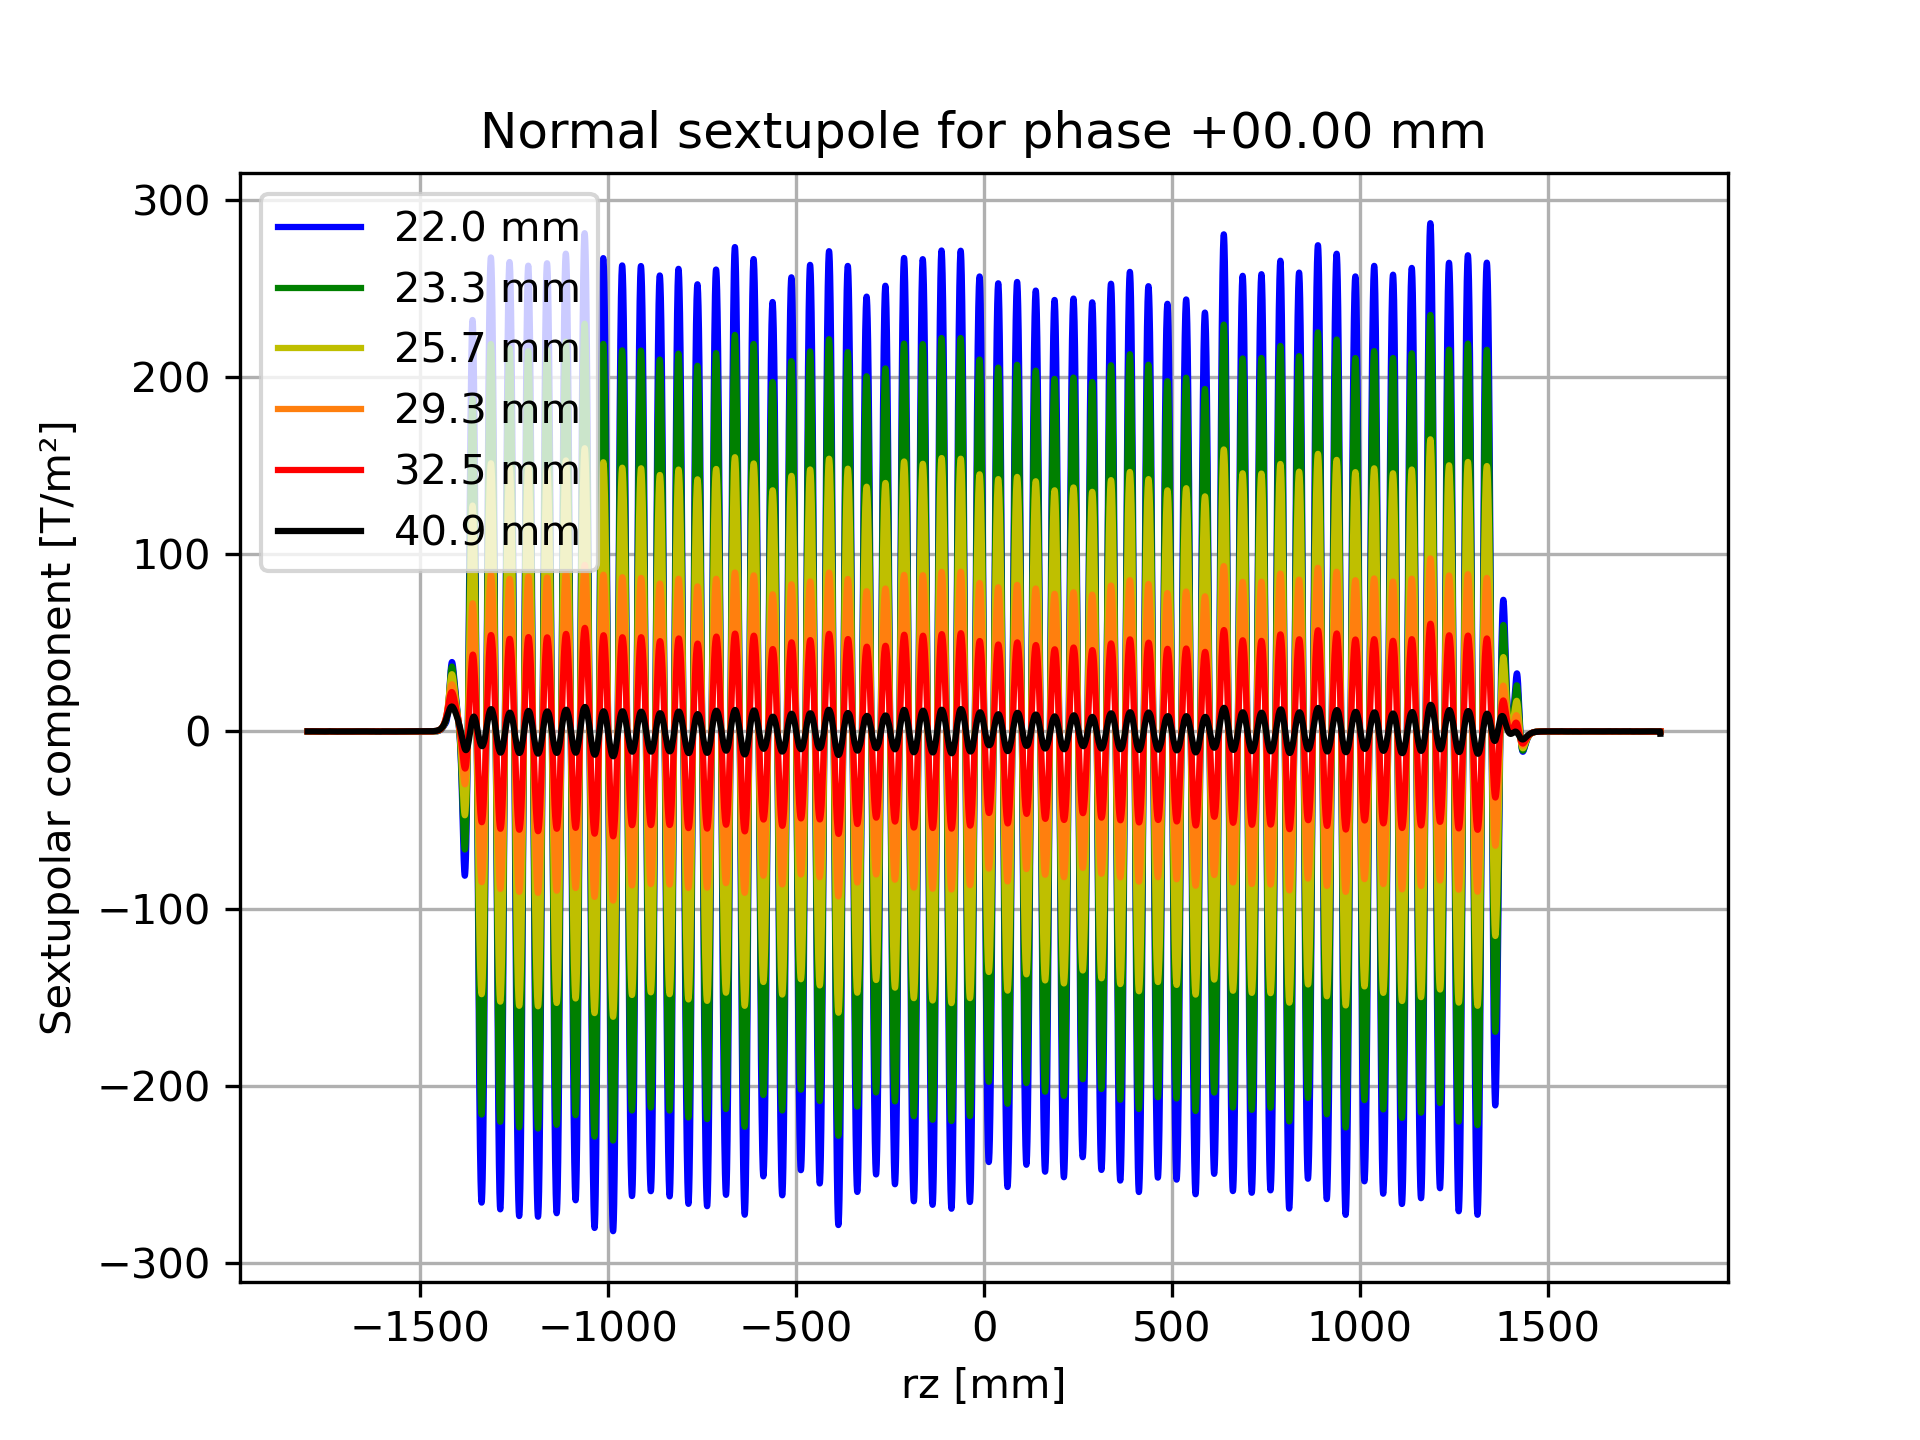 Normal sextupole for phase +00.00 mm
300
200
100
0
−100
−200
−300
Sextupolar component [T/m²]
22.0 mm
23.3 mm
25.7 mm
29.3 mm
32.5 mm
40.9 mm
−1500 −1000 −500 0 500 1000 1500
rz [mm]